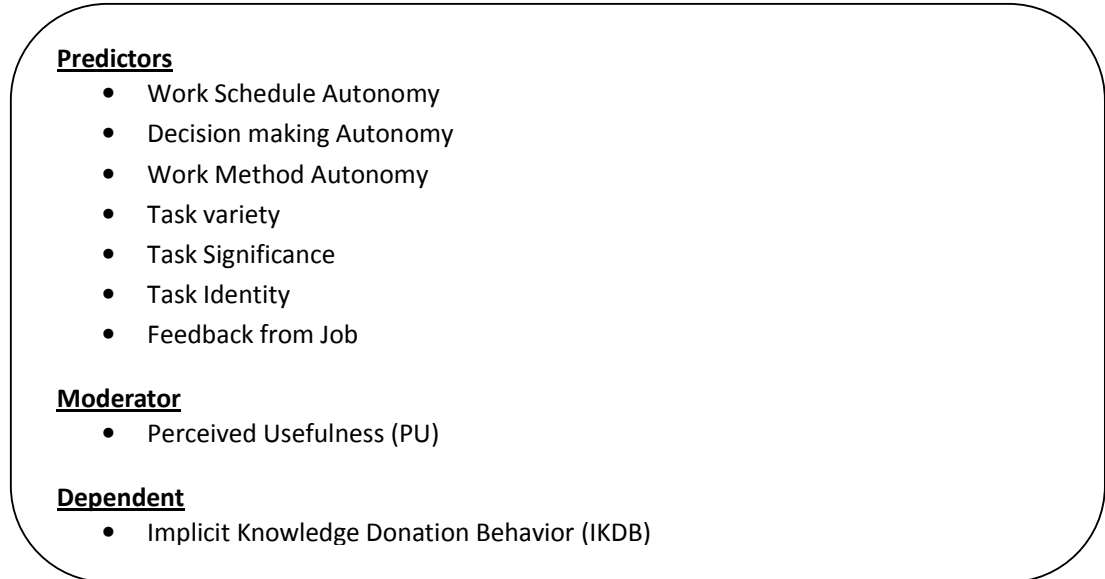 Predictors
• Work Schedule Autonomy
• Decision making Autonomy
• Work Method Autonomy
• Task variety
• Task Significance
• Task Identity
• Feedback from Job
Moderator
• Perceived Usefulness (PU)
Dependent
• Implicit Knowledge Donation Behavior (IKDB)